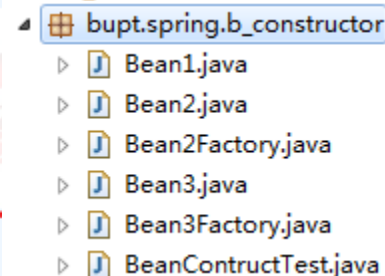 bupt.spring.b_constructor
Bean1.java
Bean2.java
Bean2Factory.java
Bean3.java
Bean3Factory.java
BeanContructTest.java